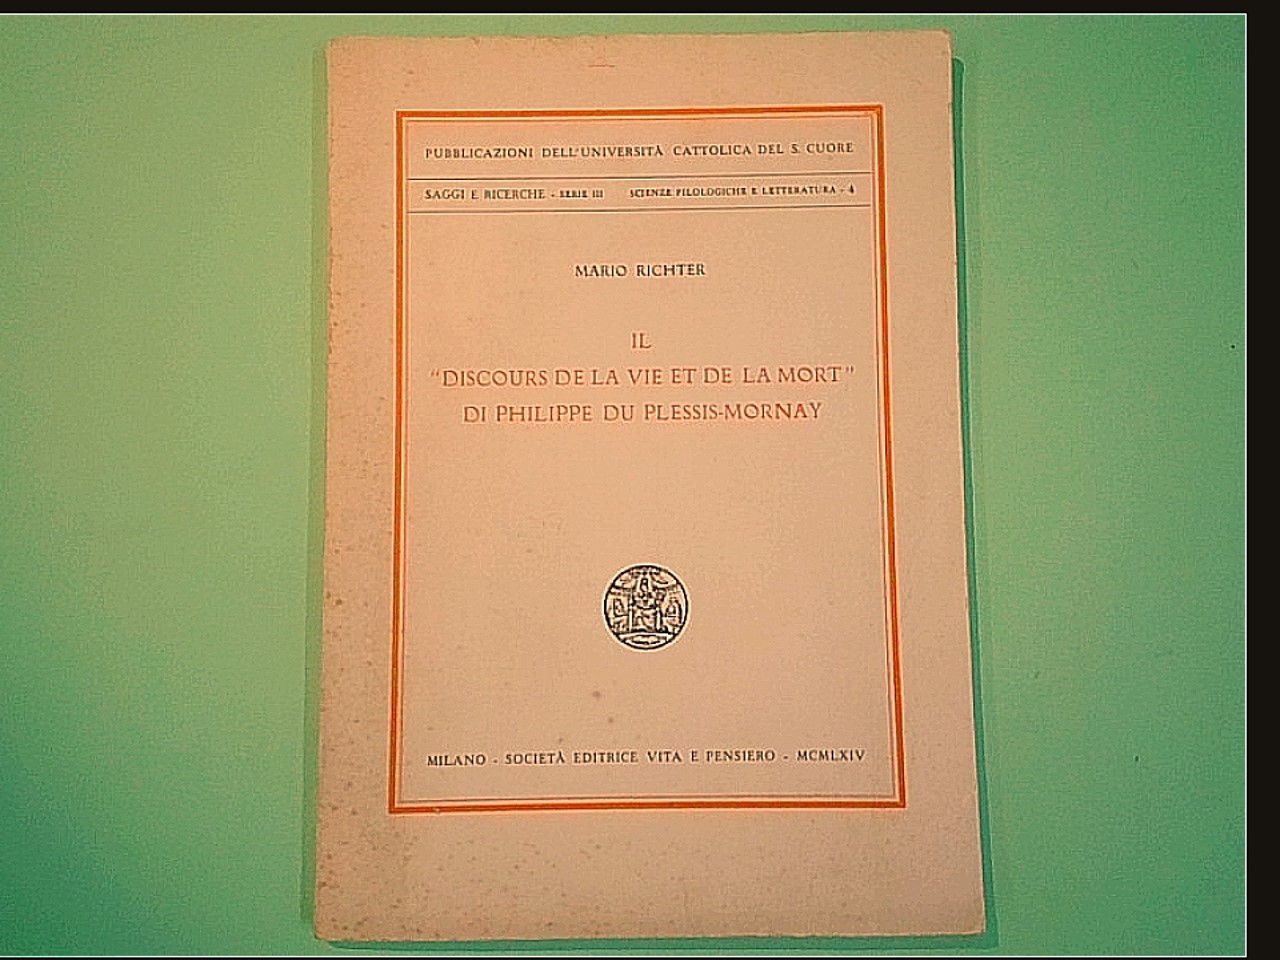 PUBBLICAZIONI DELL'UNIVERSITÀ CATTOLICA DEL S. CUORE
SAGGI E RICERCHE - SERIE III SCIENZE FILOLOGICHE E LETTERATURA - 4
MARIO RICHTER
IL
"DISCOURS DE LA VIE ET DE LA MORT"
DI PHILIPPE DU PLESSIS-MORNAY
MILANO - SOCIETÀ EDITRICE VITA E PENSIERO - MCMLXIV